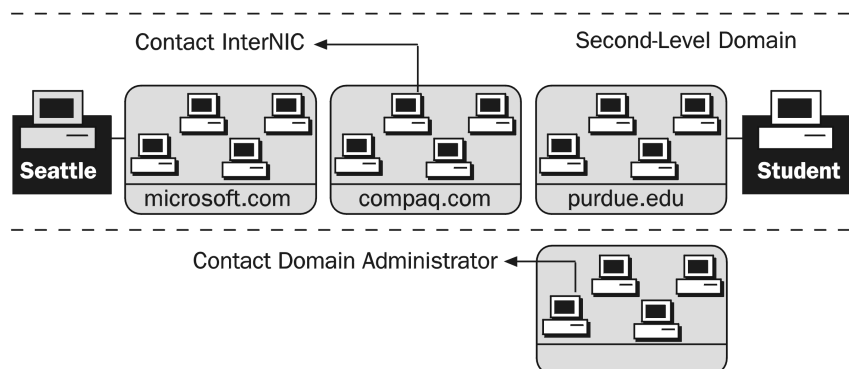 Contact InterNIC
Second-Level Domain
Seattle
microsoft.com
compaq.com
purdue.edu
Student
Contact Domain Administrator